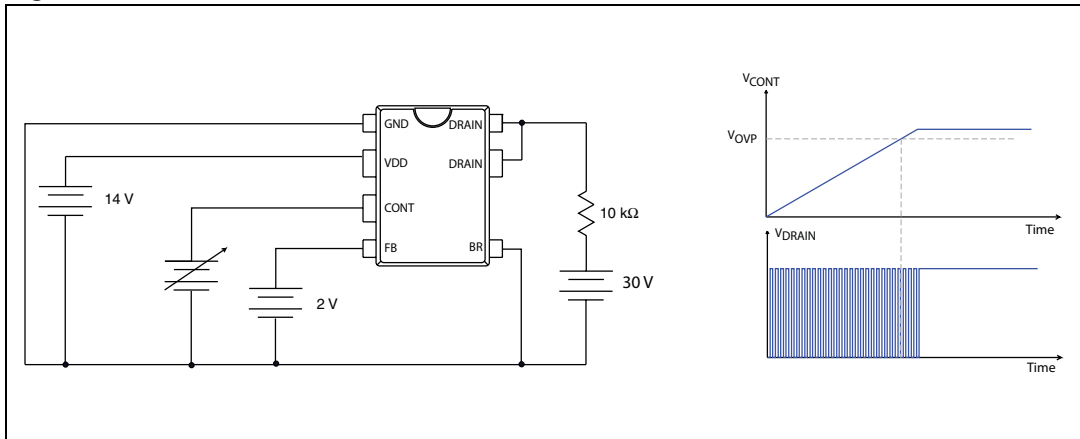 GND
DRAIN
VDD
DRAIN
CONT
FB
BR
14 V
2 V
10 kΩ
30 V
VCONT
VOVP
Time
VDRAIN
Time